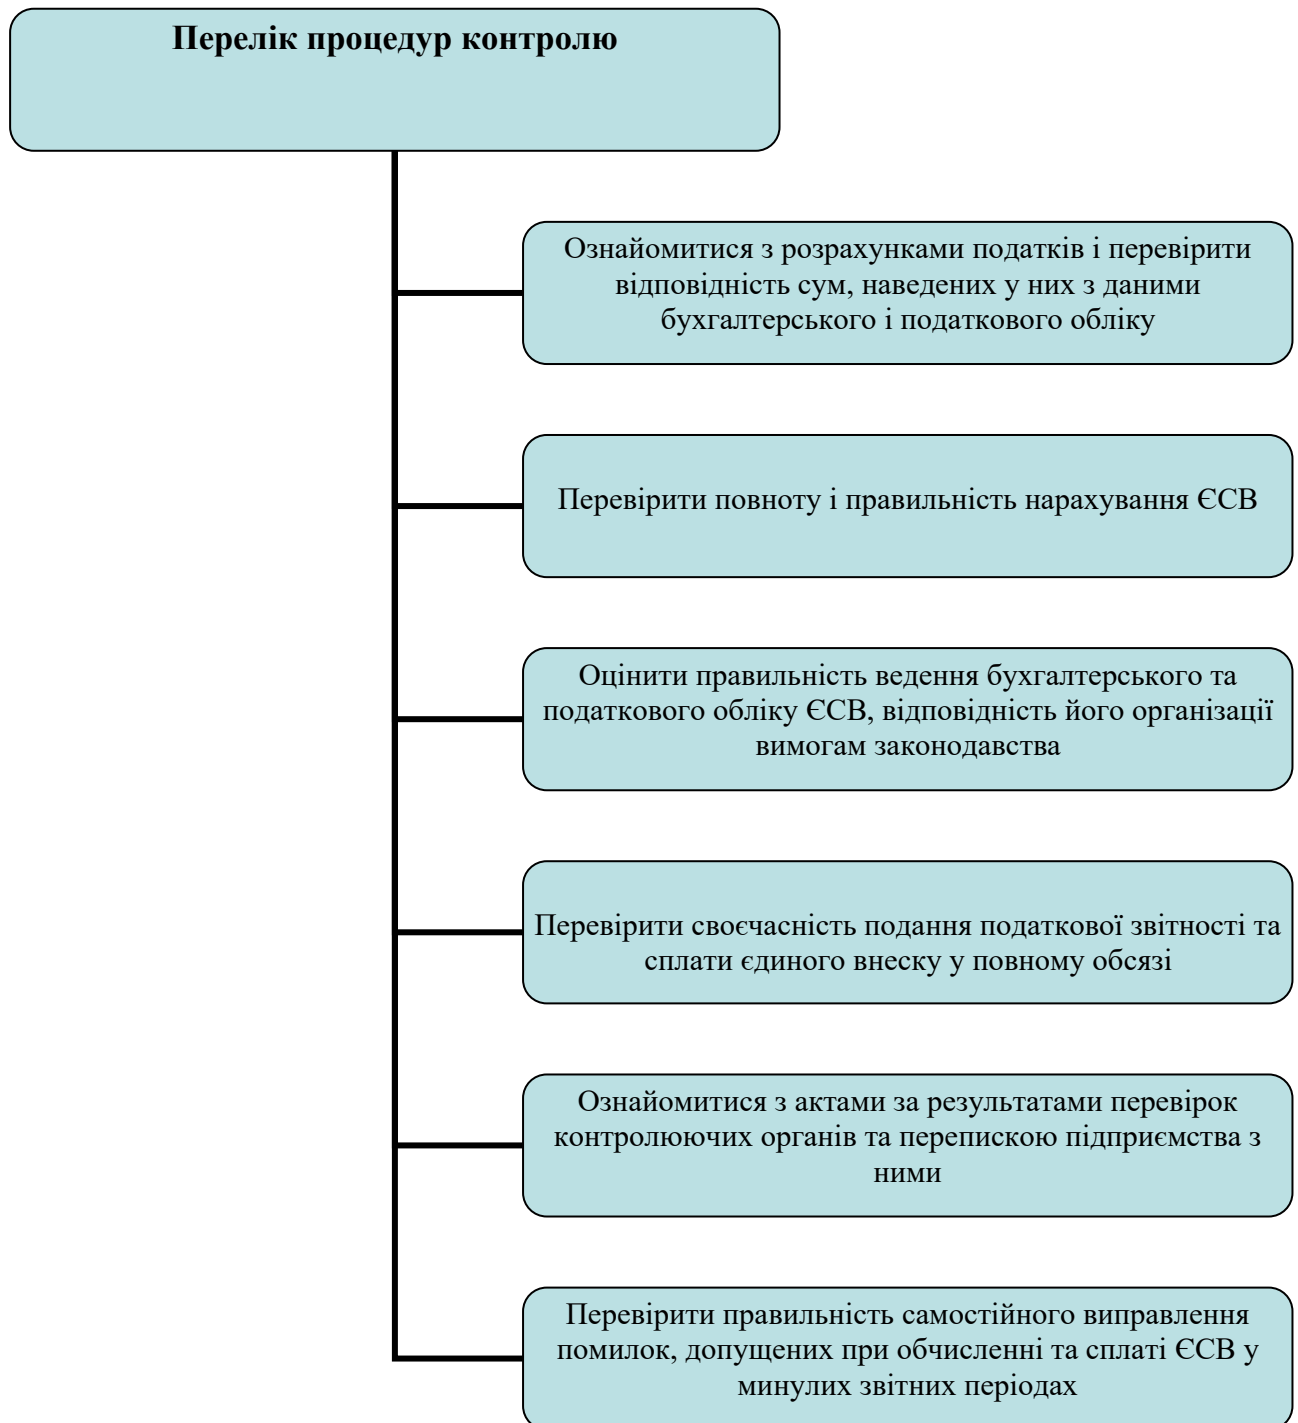 Перелік процедур контролю
Ознайомитися з розрахунками податків і перевірити
відповідність сум, наведених у них з даними
бухгалтерського і податкового обліку
Перевірити повноту і правильність нарахування ЄСВ
Оцінити правильність ведення бухгалтерського та
податкового обліку ЄСВ, відповідність його організації
вимогам законодавства
Перевірити своєчасність подання податкової звітності та
сплати єдиного внеску у повному обсязі
Ознайомитися з актами за результатами перевірок
контролюючих органів та перепискою підприємства з
ними
Перевірити правильність самостійного виправлення
помилок, допущених при обчисленні та сплаті ЄСВ у
минулих звітних періодах